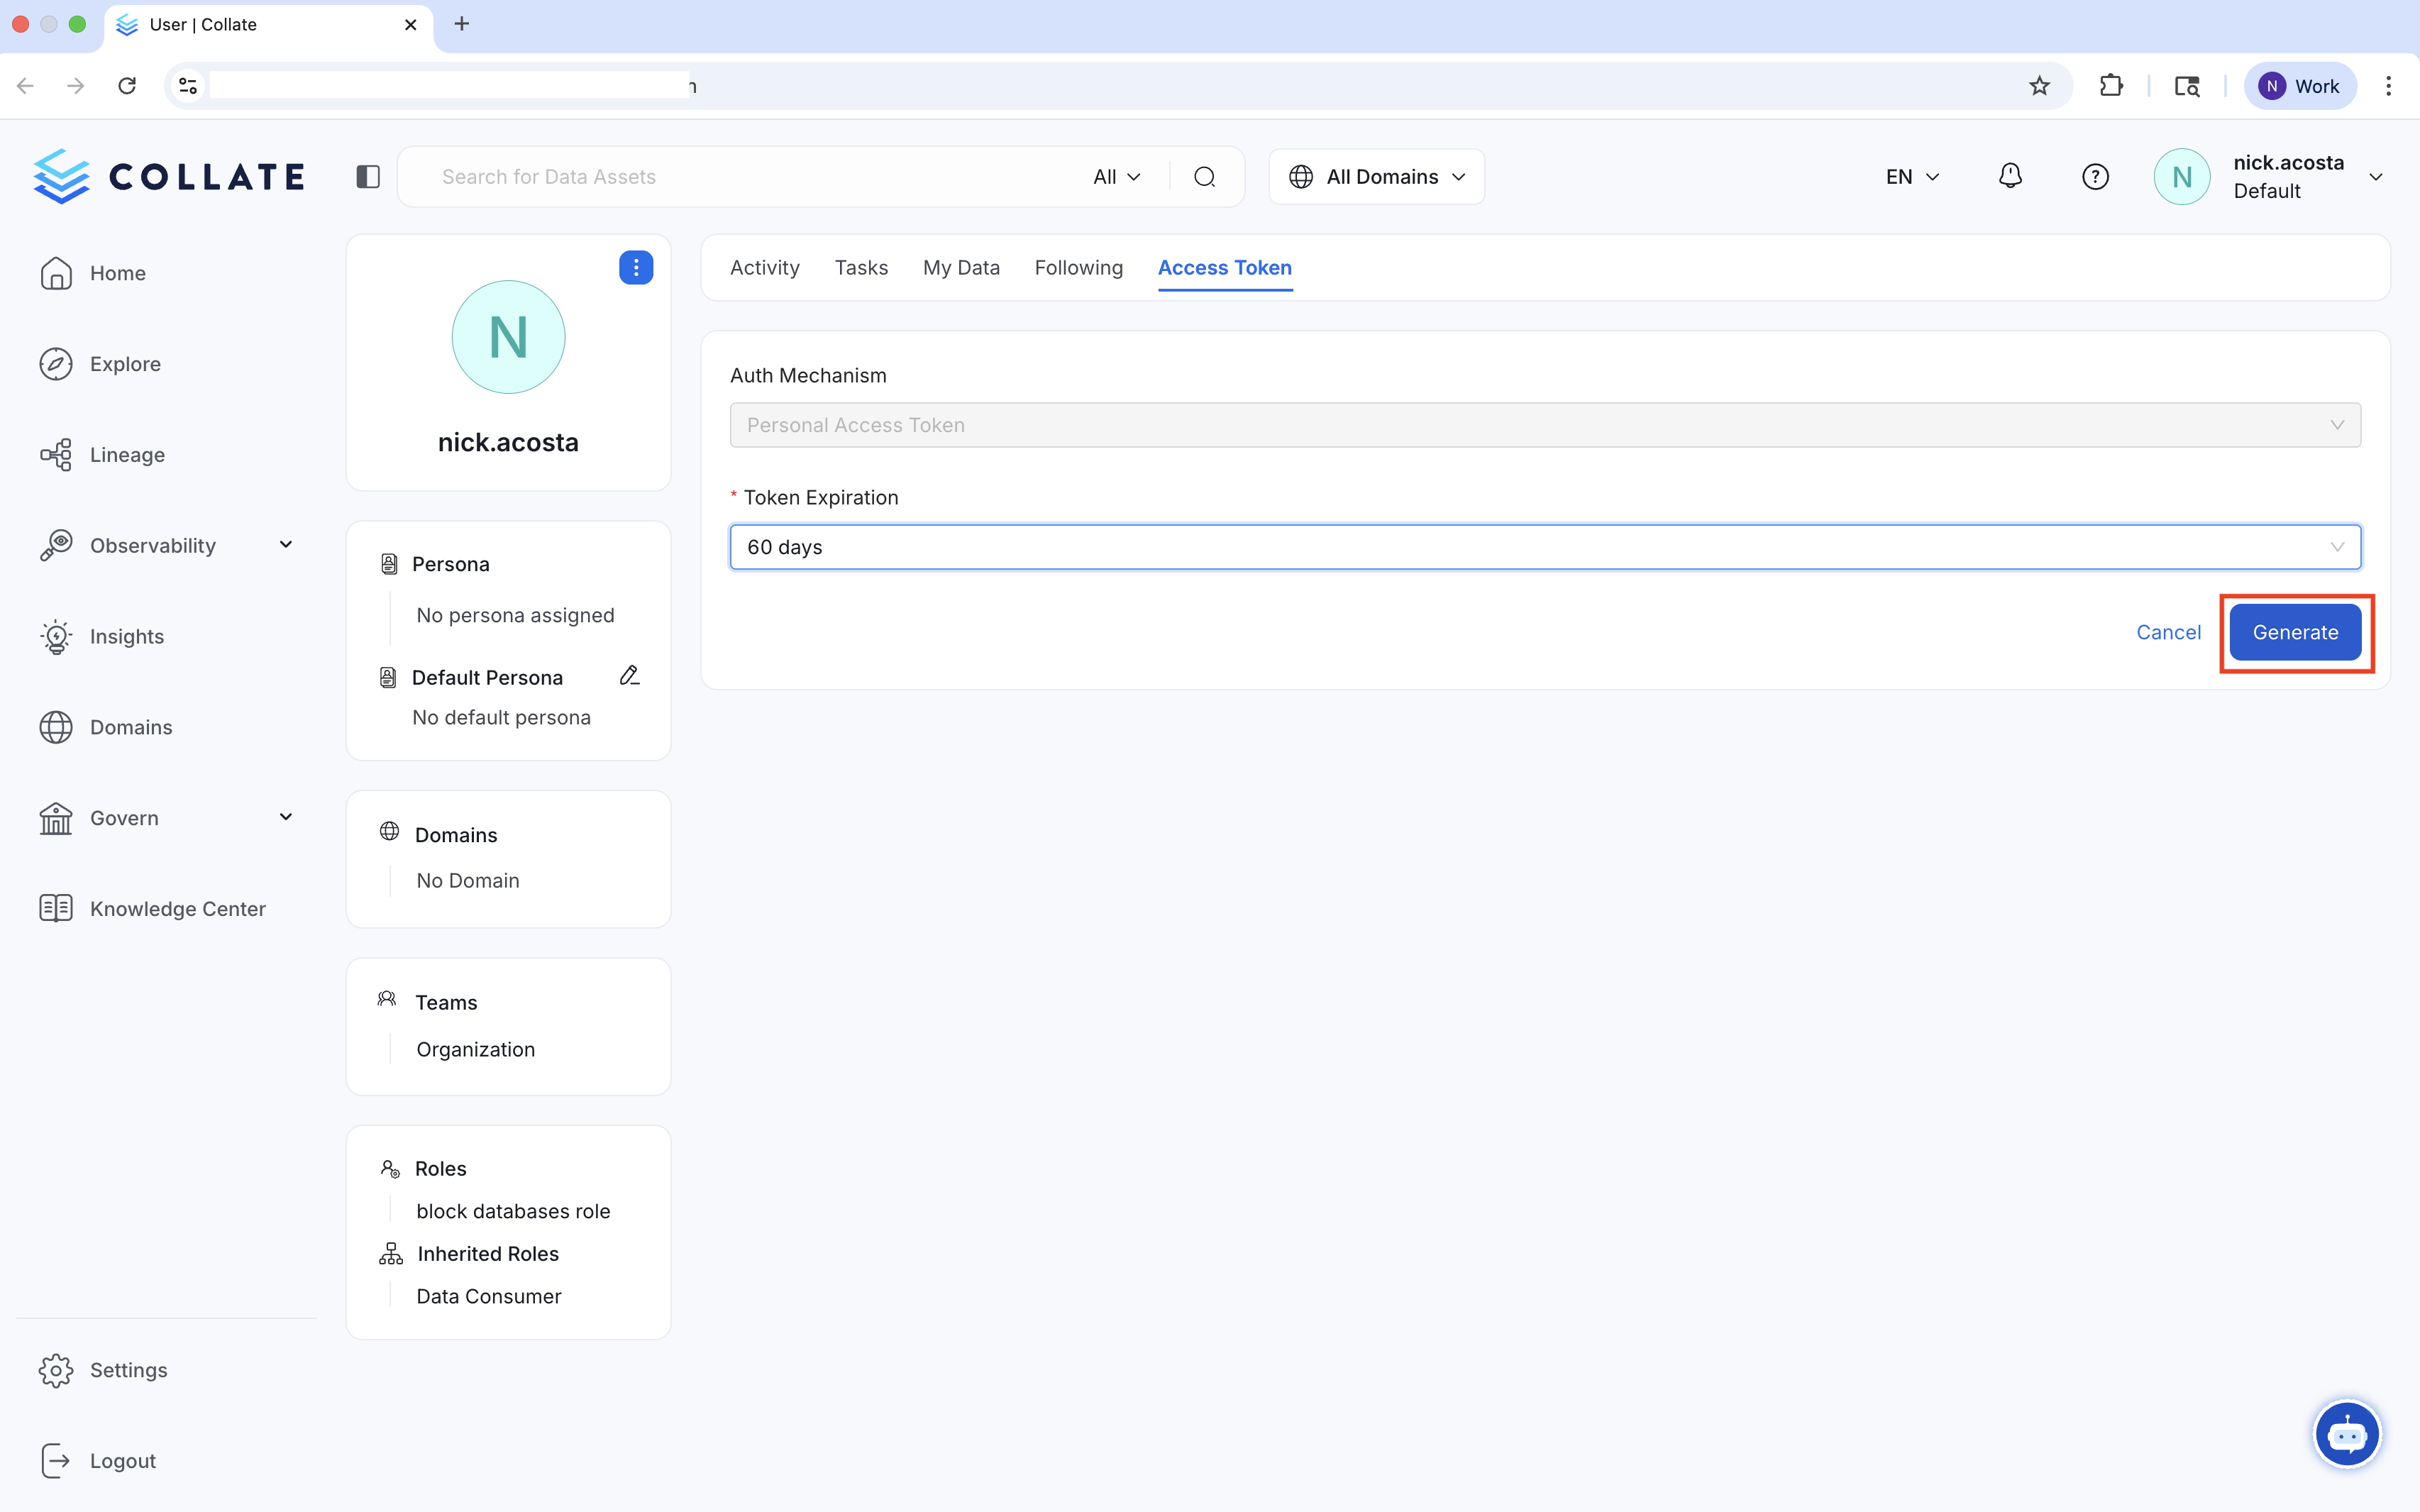 User | Collate
N
Work
COLLATE
Search for Data Assets
All
All Domains
EN
N
nick.acosta
Default
Home
Explore
Lineage
Observability
Insights
Domains
Govern
Knowledge Center
Settings
Logout
N
nick.acosta
Persona
No persona assigned
Default Persona
No default persona
Domains
No Domain
Teams
Organization
Roles
block databases role
Inherited Roles
Data Consumer
Activity
Tasks
My Data
Following
Access Token
Auth Mechanism
Personal Access Token
* Token Expiration
60 days
Cancel
Generate